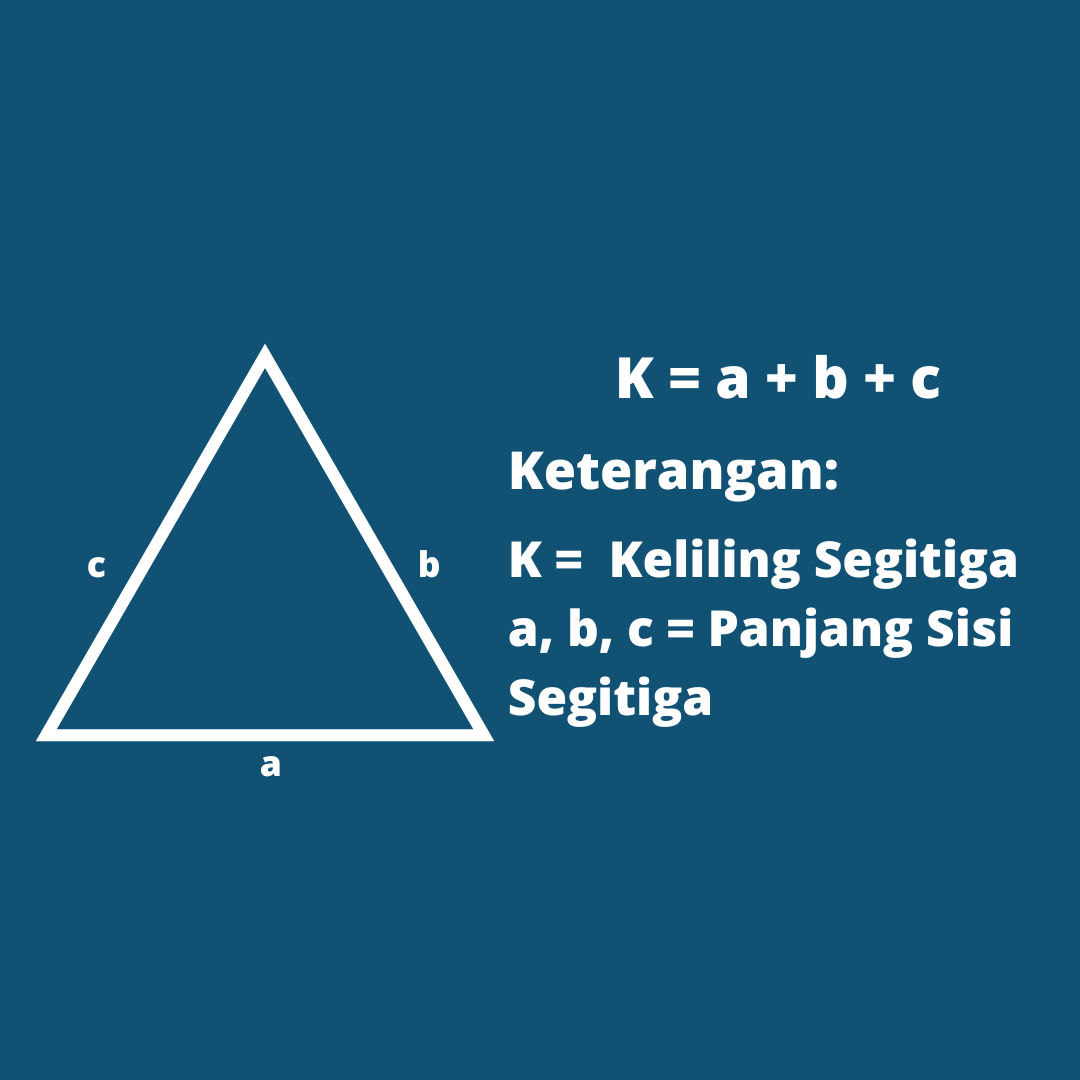 K = a + b + c
Keterangan:
K = Keliling Segitiga
a, b, c = Panjang Sisi
Segitiga
c
b
a